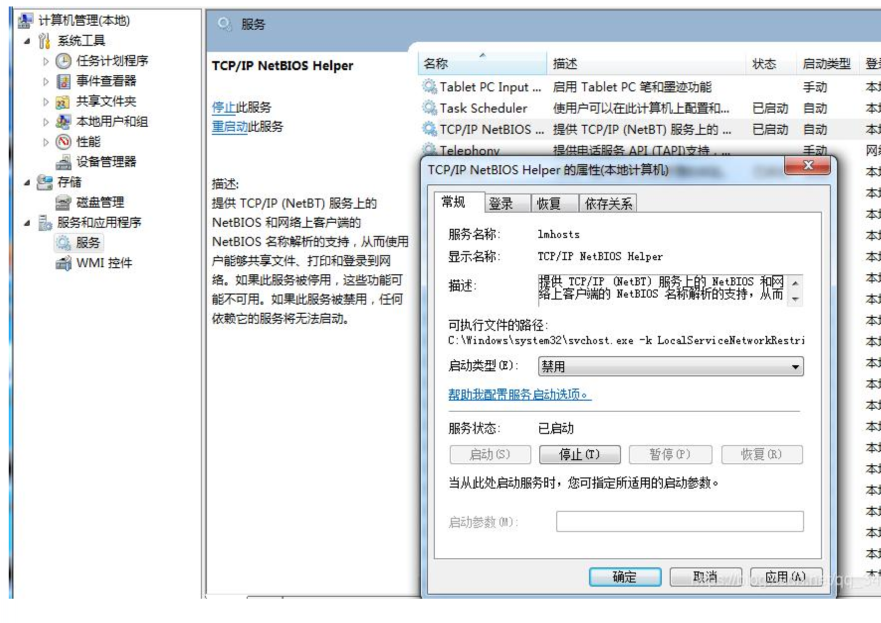 计算机管理(本地)
系统工具
任务计划程序
事件查看器
共享文件夹
本地用户和组
性能
设备管理器
存储
磁盘管理
服务和应用程序
服务
WMI 控件
服务
TCP/IP NetBIOS Helper
停止此服务
重启动此服务
描述:
提供 TCP/IP (NetBT) 服务上的
NetBIOS 和网络上客户端的
NetBIOS 名称解析的支持，从而使用
户能够共享文件、打印和登录到网
络。如果此服务被停用，这些功能可
能不可用。如果此服务被禁用，任何
依赖它的服务将无法启动。
名称 描述 状态 启动类型 登
Tablet PC Input ... 启用 Tablet PC 笔和墨迹功能 手动 本
Task Scheduler 使用户可以在此计算机上配置和... 已启动 自动 本
TCP/IP NetBIOS ... 提供 TCP/IP (NetBT) 服务上的 ... 已启动 自动 本
Telephony 提供电话服务 API (TAPI)支持，... 手动 网
TCP/IP NetBIOS Helper 的属性(本地计算机)
常规 登录 恢复 依存关系
服务名称: lmhosts
显示名称: TCP/IP NetBIOS Helper
描述: 提供 TCP/IP (NetBT) 服务上的 NetBIOS 和网
络上客户端的 NetBIOS 名称解析的支持，从而
可执行文件的路径:
C:\Windows\system32\svchost.exe -k LocalServiceNetworkRestri
启动类型(E): 禁用
帮助我配置服务启动选项。
服务状态: 已启动
启动(S) 停止(T) 暂停(P) 恢复(R)
当从此处启动服务时，您可指定所适用的启动参数。
启动参数(M):
确定 取消 应用(A)